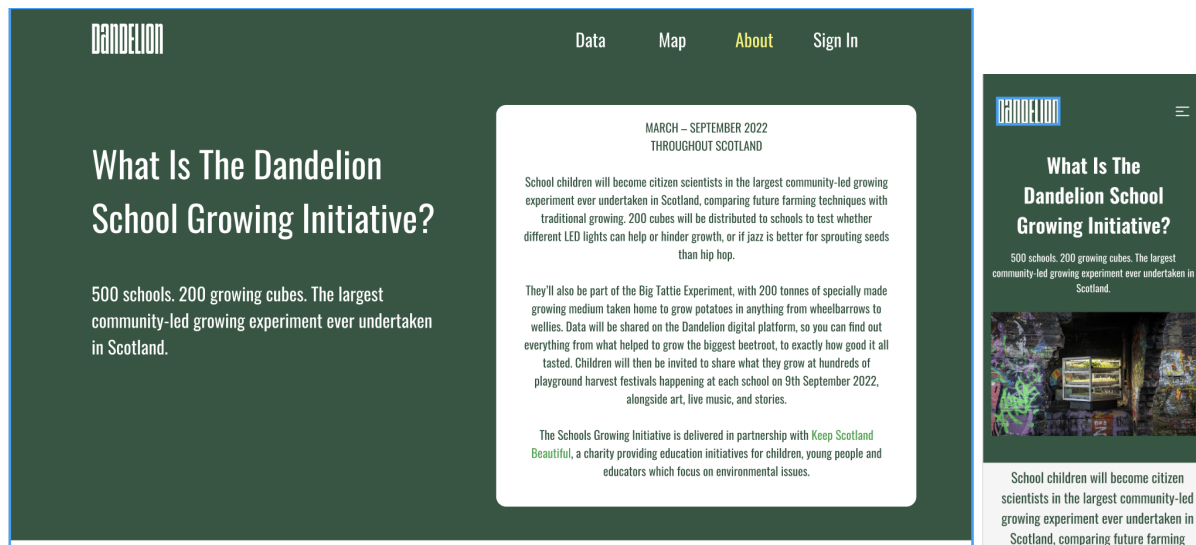 DANDELION
Data Map About Sign In
What Is The Dandelion
School Growing Initiative?
500 schools. 200 growing cubes. The largest
community-led growing experiment ever undertaken
in Scotland.
MARCH – SEPTEMBER 2022
THROUGHOUT SCOTLAND
School children will become citizen scientists in the largest community-led growing
experiment ever undertaken in Scotland, comparing future farming techniques with
traditional growing. 200 cubes will be distributed to schools to test whether
different LED lights can help or hinder growth, or if jazz is better for sprouting seeds
than hip hop.
They'll also be part of the Big Tattie Experiment, with 200 tonnes of specially made
growing medium taken home to grow potatoes in anything from wheelbarrows to
wellies. Data will be shared on the Dandelion digital platform, so you can find out
everything from what helped to grow the biggest beetroot, to exactly how good it all
tasted. Children will then be invited to share what they grow at hundreds of
playground harvest festivals happening at each school on 9th September 2022,
alongside art, live music, and stories.
The Schools Growing Initiative is delivered in partnership with Keep Scotland
Beautiful, a charity providing education initiatives for children, young people and
educators which focus on environmental issues.
DANDELION
What Is The
Dandelion School
Growing Initiative?
500 schools. 200 growing cubes. The largest
community-led growing experiment ever undertaken in
Scotland.
School children will become citizen
scientists in the largest community-led
growing experiment ever undertaken in
Scotland, comparing future farming